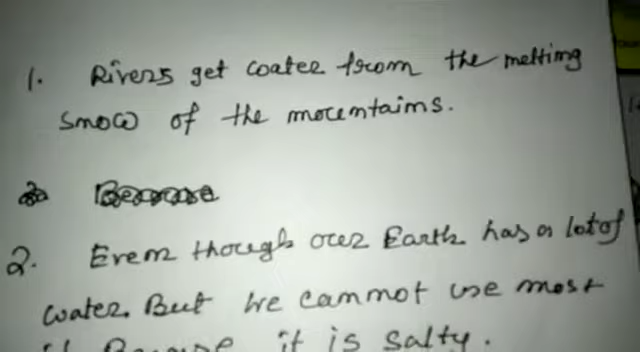 1. Rivers get water from the melting
snow of the mountains.
2. Even though our Earth has a lot of
water. But we cannot use most
it is salty.